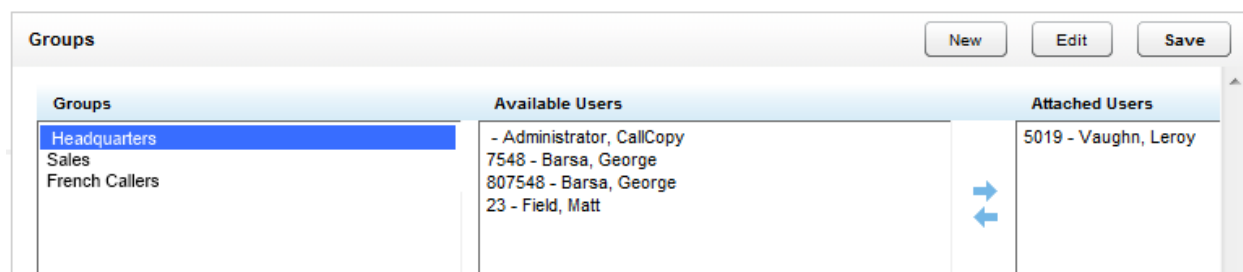 Groups
New
Edit
Save
Groups
Available Users
Attached Users
Headquarters
Sales
French Callers
- Administrator, CallCopy
7548 - Barsa, George
807548 - Barsa, George
23 - Field, Matt
5019 - Vaughn, Leroy